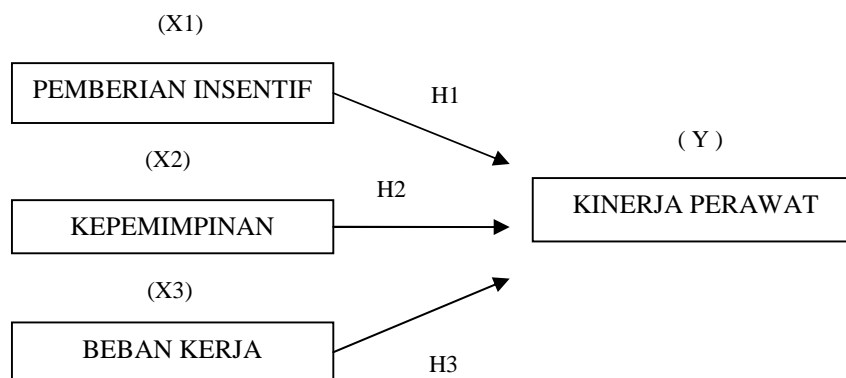 (X1)
PEMBERIAN INSENTIF
H1
( Y )
(X2)
H2
KINERJA PERAWAT
KEPEMIMPINAN
(X3)
BEBAN KERJA
H3